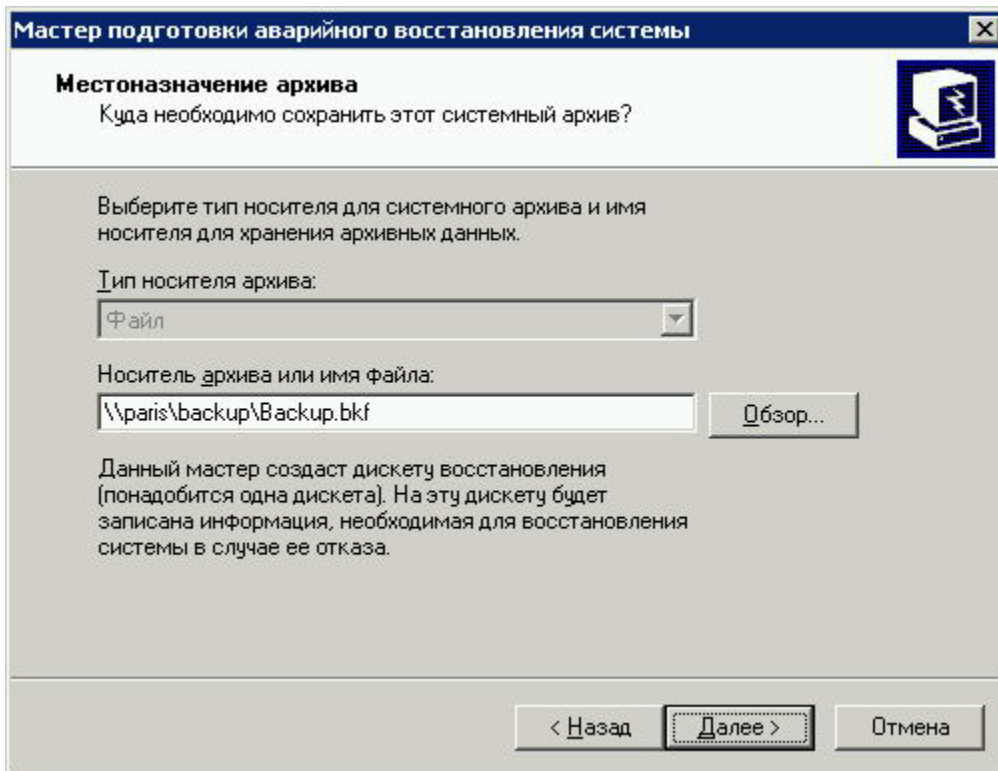 Мастер подготовки аварийного восстановления системы
Местоназначение архива
Куда необходимо сохранить этот системный архив?
Выберите тип носителя для системного архива и имя
носителя для хранения архивных данных.
Тип носителя архива:
Файл
Носитель архива или имя файла:
\\paris\backup\Backup.bkf
Обзор...
Данный мастер создаст дискету восстановления
(понадобится одна дискета). На эту дискету будет
записана информация, необходимая для восстановления
системы в случае ее отказа.
< Назад
Далее >
Отмена